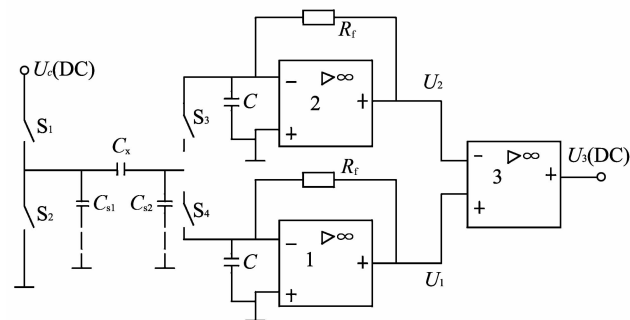 R_f
U_c(DC)
−
▷∞
U_2
S_1
S_3
C
2
+
+
C_x
R_f
−
▷∞
U_3(DC)
3
+
S_2
C_s1
C_s2
S_4
+
−
▷∞
C
1
+
+
U_1